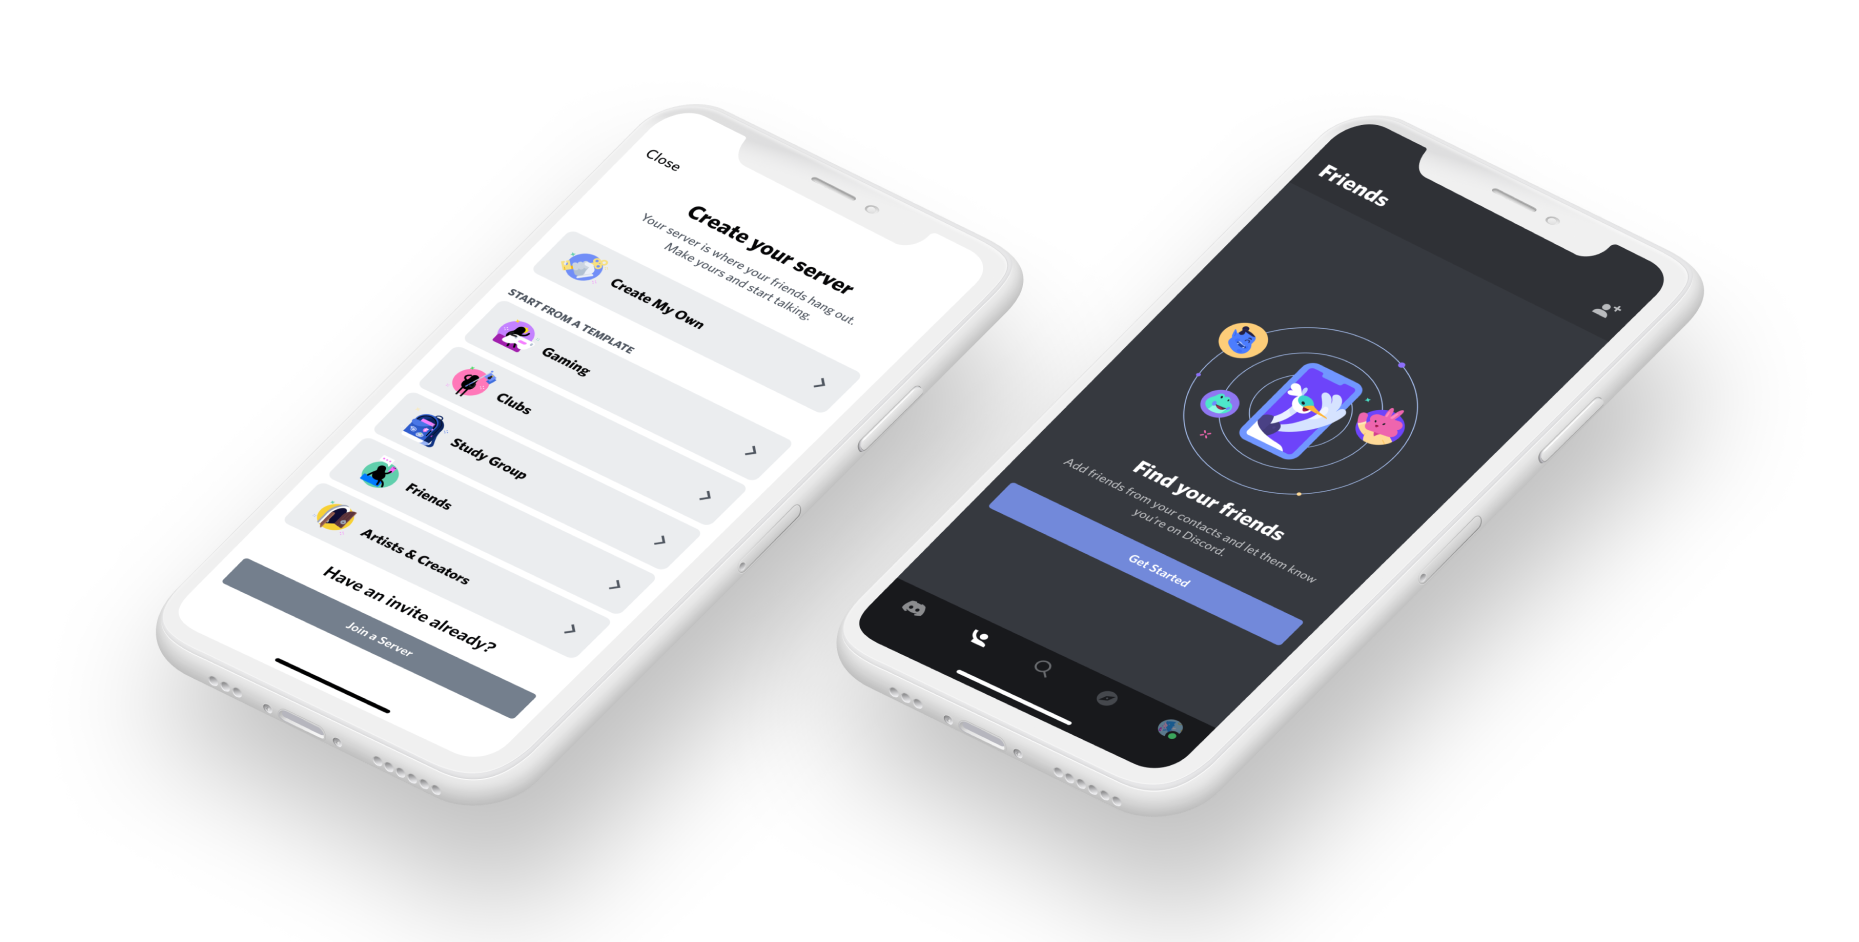 Close
Create your server
Your server is where your friends hang out.
Make yours and start talking.
Create My Own
START FROM A TEMPLATE
Gaming
Clubs
Study Group
Friends
Artists & Creators
Have an invite already?
Join a Server
Friends
Find your friends
Add friends from your contacts and let them know
you're on Discord.
Get Started